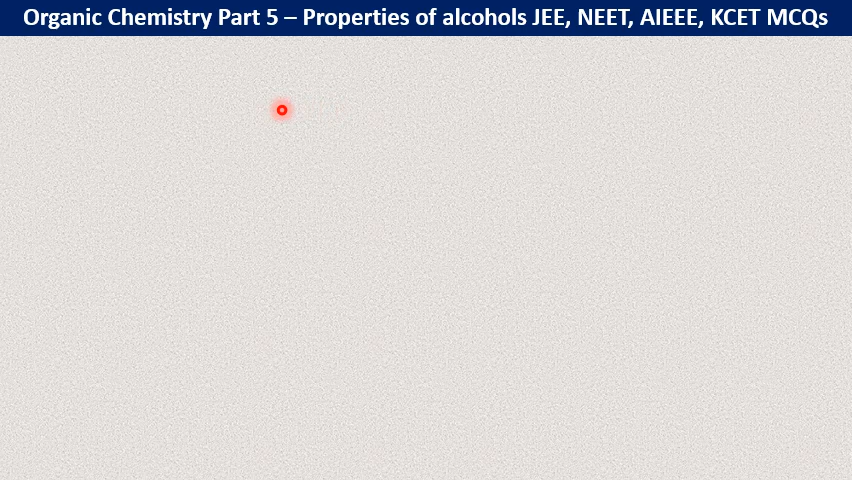 Organic Chemistry Part 5 – Properties of alcohols JEE, NEET, AIEEE, KCET MCQs